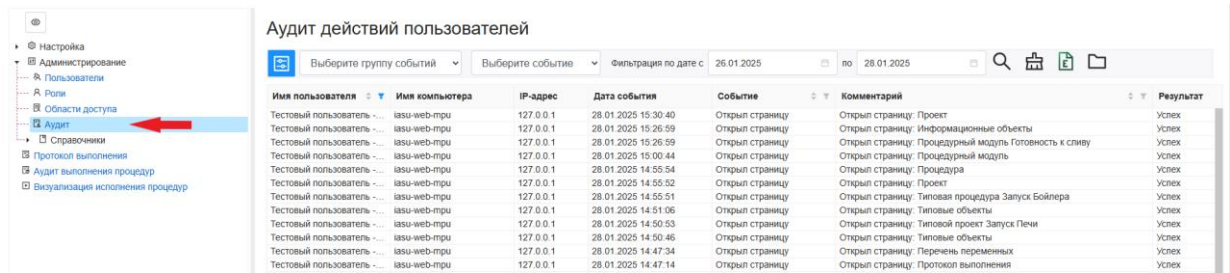 Аудит действий пользователей
Настройка
Администрирование
Пользователи
Роли
Области доступа
Аудит
Справочники
Протокол выполнения
Аудит выполнения процедур
Визуализация исполнения процедур
Выберите группу событий Выберите событие Фильтрация по дате с 26.01.2025 по 28.01.2025
Имя пользователя Имя компьютера IP-адрес Дата события Событие Комментарий Результат
Тестовый пользователь -... iasu-web-mpu 127.0.0.1 28.01.2025 15:30:40 Открыл страницу Открыл страницу: Проект Успех
Тестовый пользователь -... iasu-web-mpu 127.0.0.1 28.01.2025 15:26:59 Открыл страницу Открыл страницу: Информационные объекты Успех
Тестовый пользователь -... iasu-web-mpu 127.0.0.1 28.01.2025 15:26:59 Открыл страницу Открыл страницу: Процедурный модуль Готовность к сливу Успех
Тестовый пользователь -... iasu-web-mpu 127.0.0.1 28.01.2025 15:00:44 Открыл страницу Открыл страницу: Процедурный модуль Успех
Тестовый пользователь -... iasu-web-mpu 127.0.0.1 28.01.2025 14:55:54 Открыл страницу Открыл страницу: Процедура Успех
Тестовый пользователь -... iasu-web-mpu 127.0.0.1 28.01.2025 14:55:52 Открыл страницу Открыл страницу: Проект Успех
Тестовый пользователь -... iasu-web-mpu 127.0.0.1 28.01.2025 14:55:51 Открыл страницу Открыл страницу: Типовая процедура Запуск Бойлера Успех
Тестовый пользователь -... iasu-web-mpu 127.0.0.1 28.01.2025 14:51:06 Открыл страницу Открыл страницу: Типовые объекты Успех
Тестовый пользователь -... iasu-web-mpu 127.0.0.1 28.01.2025 14:50:53 Открыл страницу Открыл страницу: Типовой проект Запуск Печи Успех
Тестовый пользователь -... iasu-web-mpu 127.0.0.1 28.01.2025 14:50:46 Открыл страницу Открыл страницу: Типовые объекты Успех
Тестовый пользователь -... iasu-web-mpu 127.0.0.1 28.01.2025 14:47:34 Открыл страницу Открыл страницу: Перечень переменных Успех
Тестовый пользователь -... iasu-web-mpu 127.0.0.1 28.01.2025 14:47:14 Открыл страницу Открыл страницу: Протокол выполнения Успех